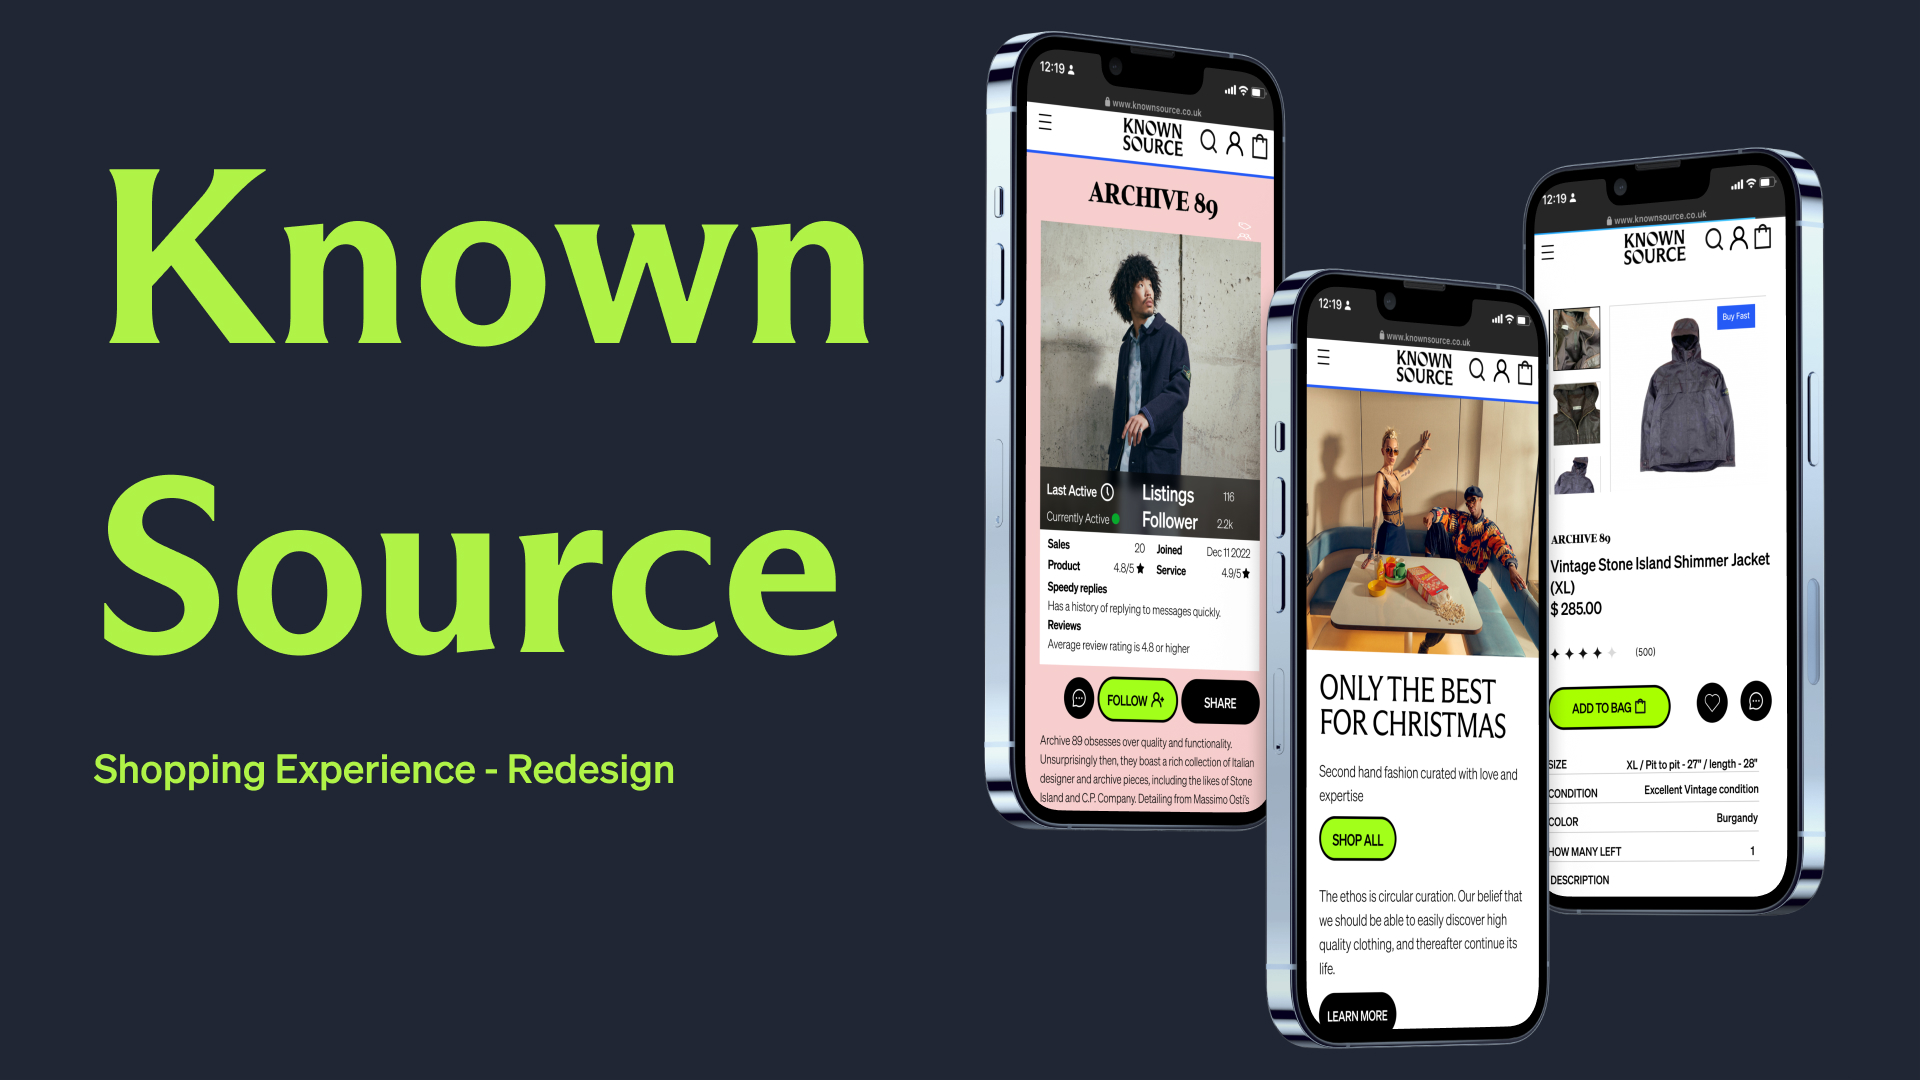 Known
Source
Shopping Experience - Redesign
12:19
www.knownsource.co.uk
KNOWN
SOURCE
ARCHIVE 89
Last Active
Listings 116
Currently Active
Follower 2.2k
Sales 20 Joined Dec 11 2022
Product 4.8/5 ★ Service 4.9/5 ★
Speedy replies
Has a history of replying to messages quickly.
Reviews
Average review rating is 4.8 or higher
FOLLOW
SHARE
Archive 89 obsesses over quality and functionality.
Unsurprisingly then, they boast a rich collection of Italian
designer and archive pieces, including the likes of Stone
Island and C.P. Company. Detailing from Massimo Osti's
12:19
www.knownsource.co.uk
KNOWN
SOURCE
ONLY THE BEST
FOR CHRISTMAS
Second hand fashion curated with love and
expertise
SHOP ALL
The ethos is circular curation. Our belief that
we should be able to easily discover high
quality clothing, and thereafter continue its
life.
LEARN MORE
12:19
www.knownsource.co.uk
KNOWN
SOURCE
Buy Fast
ARCHIVE 89
Vintage Stone Island Shimmer Jacket
(XL)
$ 285.00
(500)
ADD TO BAG
SIZE XL / Pit to pit - 27" / length - 28"
CONDITION Excellent Vintage condition
COLOR Burgandy
HOW MANY LEFT 1
DESCRIPTION